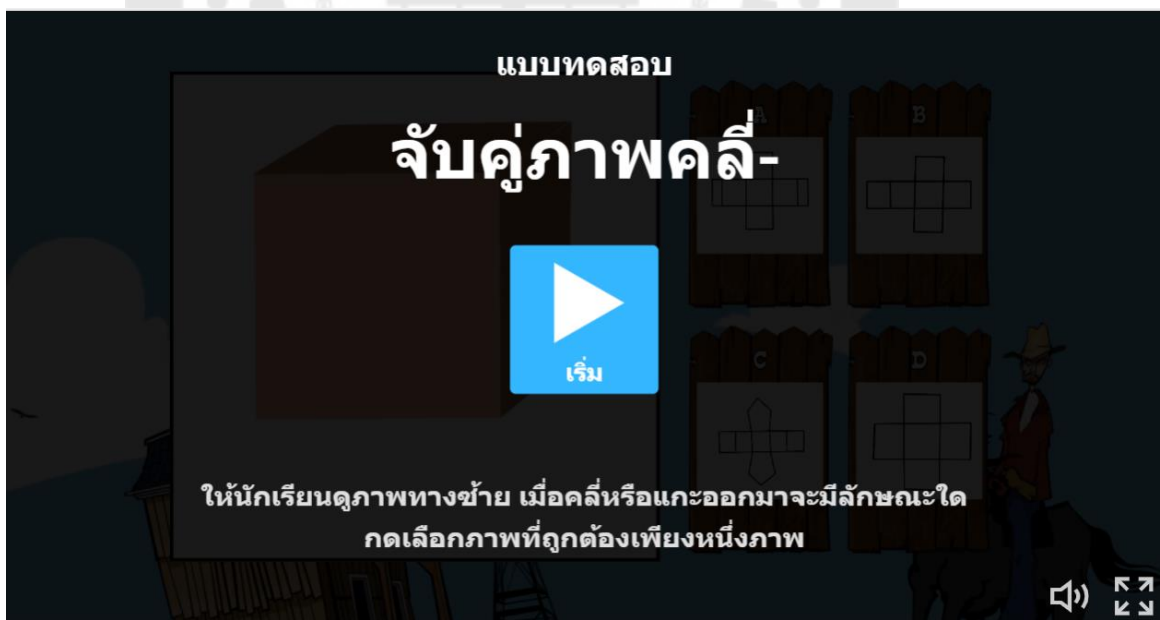 แบบทดสอบ
จับคู่ภาพคลี่-
A
B
เริ่ม
C
D
ให้นักเรียนดูภาพทางซ้าย เมื่อคลี่หรือแกะออกมาจะมีลักษณะใด
กดเลือกภาพที่ถูกต้องเพียงหนึ่งภาพ